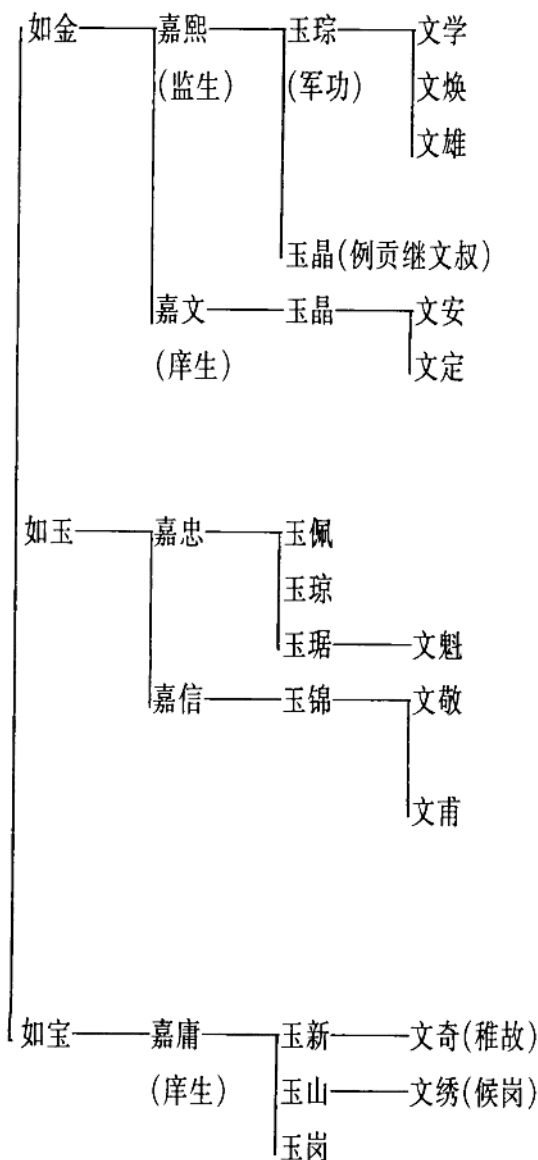 如金 嘉熙 玉琮 文学
(监生) (军功) 文焕
文雄
玉晶(例贡继文叔)
嘉文 玉晶 文安
(庠生) 文定
如玉 嘉忠 玉佩
玉琼
玉琚 文魁
嘉信 玉锦 文敬
文甫
如宝 嘉庸 玉新 文奇(稚故)
(庠生) 玉山 文绣(候岗)
玉岗